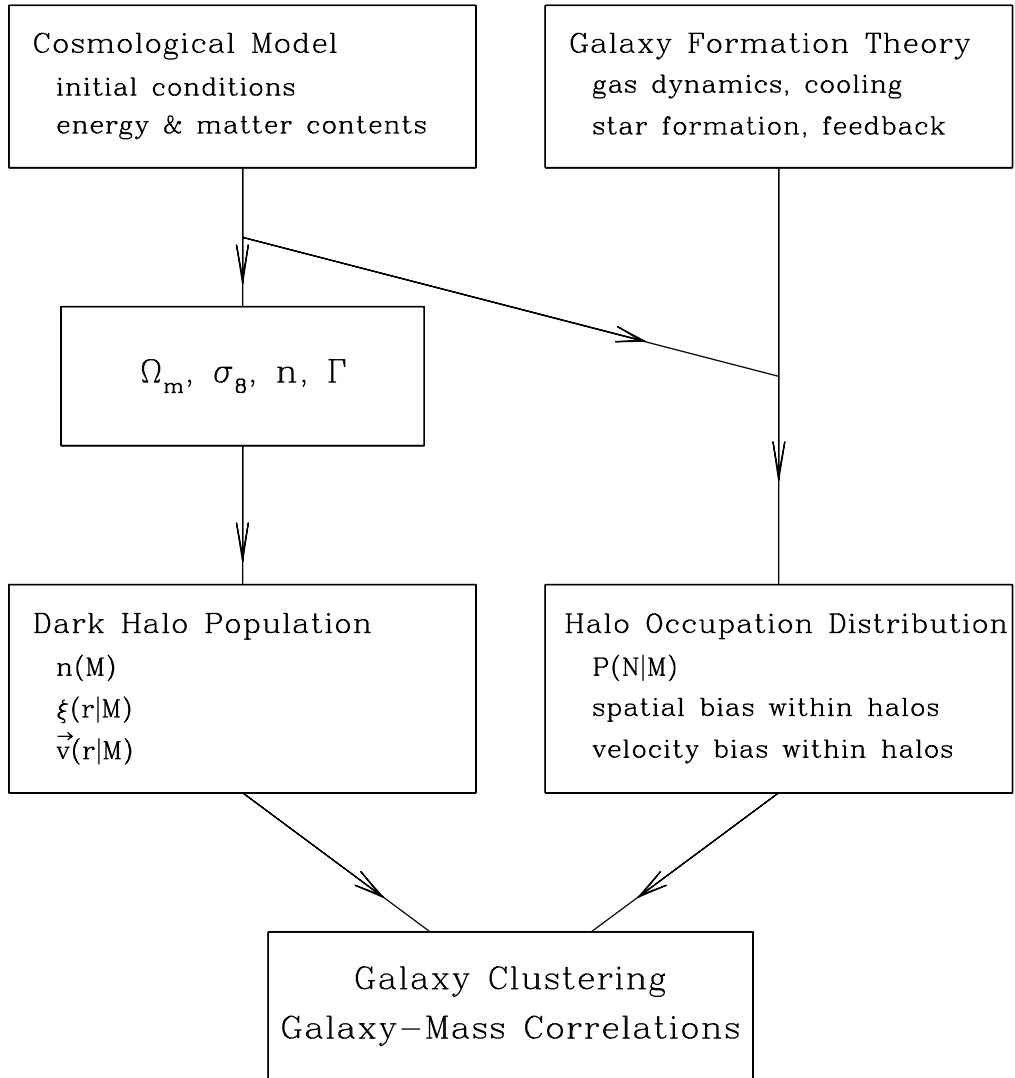 Cosmological Model
initial conditions
energy & matter contents
Galaxy Formation Theory
gas dynamics, cooling
star formation, feedback
Ωₘ, σ₈, n, Γ
Dark Halo Population
n(M)
ξ(r|M)
v⃗(r|M)
Halo Occupation Distribution
P(N|M)
spatial bias within halos
velocity bias within halos
Galaxy Clustering
Galaxy−Mass Correlations